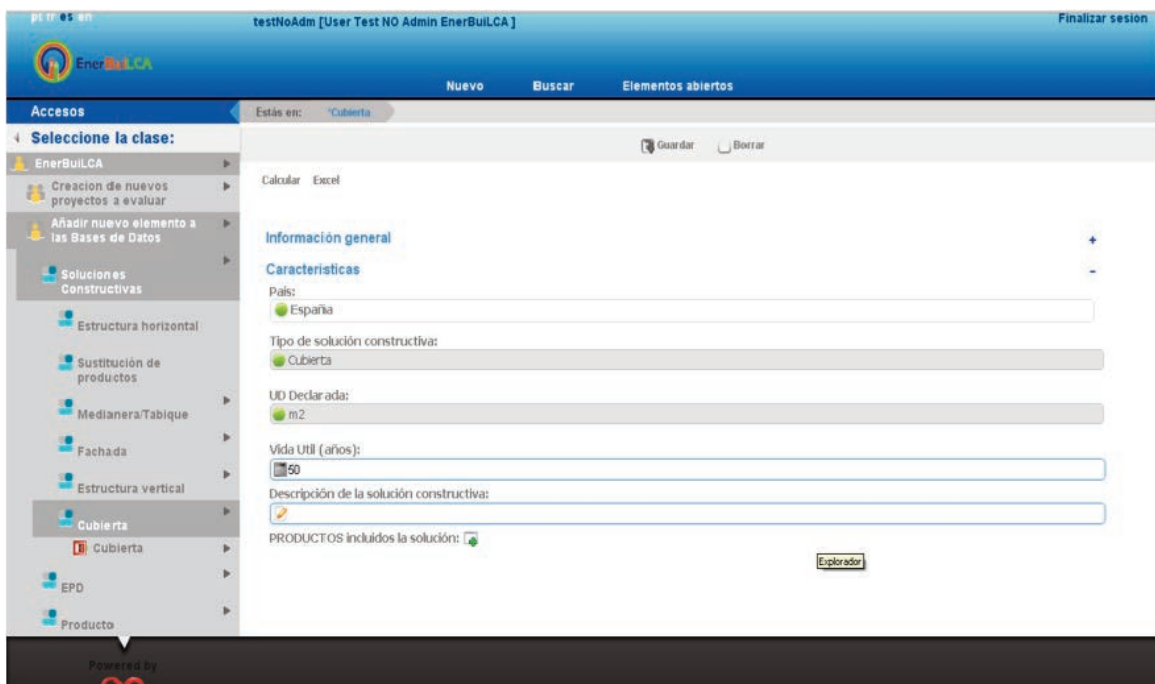 pt fr es en
testNoAdm [User Test NO Admin EnerBuiLCA ]
Finalizar sesión
EnerBuiLCA
Nuevo Buscar Elementos abiertos
Accesos
Estás en: *Cubierta
Seleccione la clase:
Guardar Borrar
EnerBuiLCA
Creacion de nuevos
proyectos a evaluar
Calcular Excel
Añadir nuevo elemento a
las Bases de Datos
Información general +
Caracteristicas -
Soluciones
Constructivas
País:
España
Estructura horizontal
Tipo de solución constructiva:
Cubierta
Sustitución de
productos
UD Declarada:
m2
Medianera/Tabique
Fachada
Vida Util (años):
50
Estructura vertical
Descripción de la solución constructiva:
Cubierta
PRODUCTOS incluidos la solución:
Cubierta
Explorador
EPD
Producto
Powered by